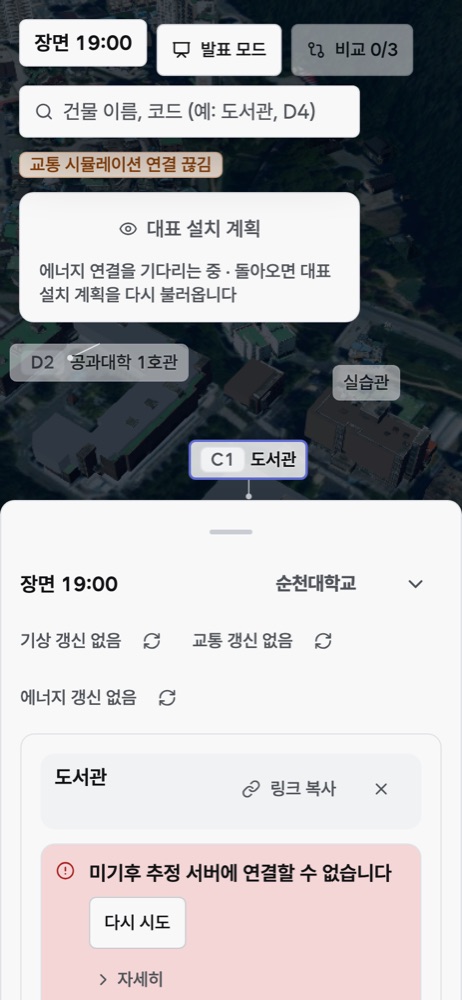 장면 19:00
발표 모드
비교 0/3
건물 이름, 코드 (예: 도서관, D4)
교통 시뮬레이션 연결 끊김
대표 설치 계획
에너지 연결을 기다리는 중 · 돌아오면 대표
설치 계획을 다시 불러옵니다
D2 공과대학 1호관
실습관
C1 도서관
장면 19:00
순천대학교
기상 갱신 없음
교통 갱신 없음
에너지 갱신 없음
도서관
링크 복사
미기후 추정 서버에 연결할 수 없습니다
다시 시도
자세히